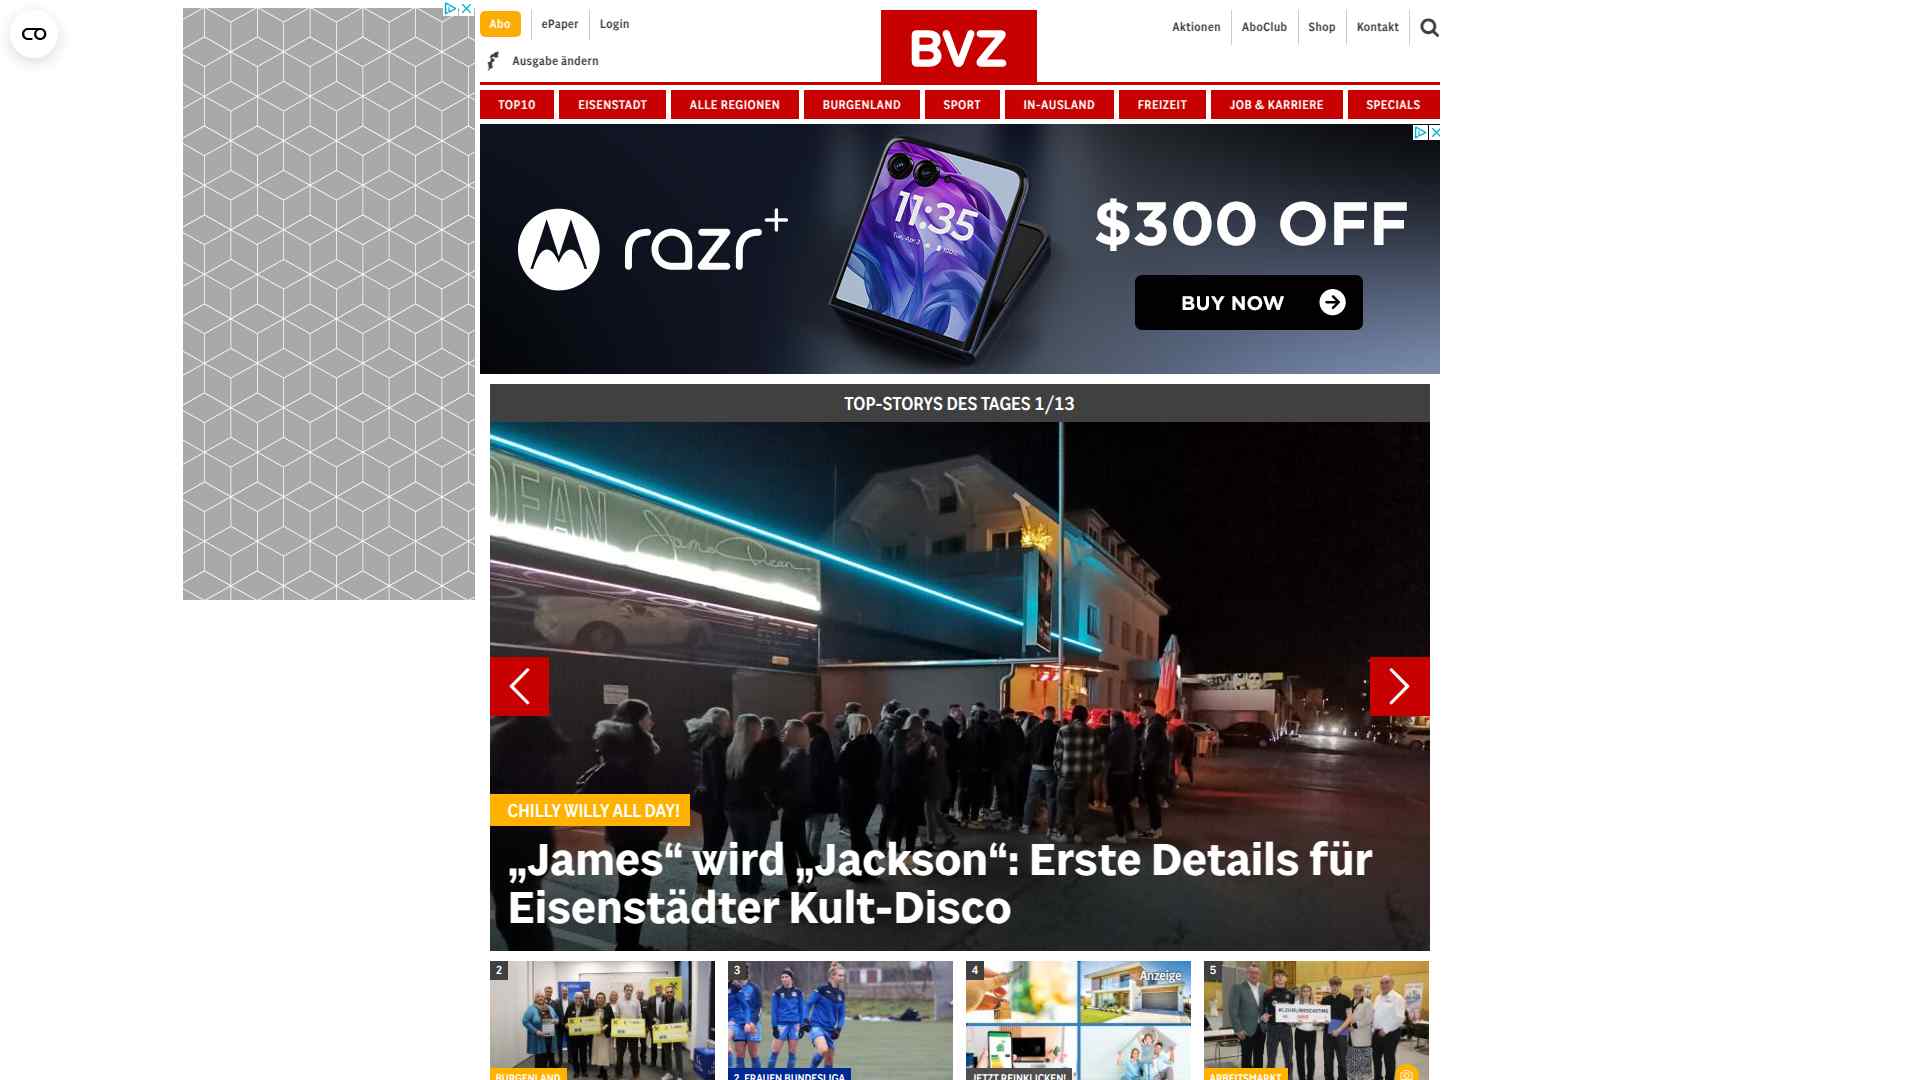 Abo
ePaper
Login
Ausgabe ändern
BVZ
Aktionen
AboClub
Shop
Kontakt
TOP10
EISENSTADT
ALLE REGIONEN
BURGENLAND
SPORT
IN-AUSLAND
FREIZEIT
JOB & KARRIERE
SPECIALS
razr+
11:35
$300 OFF
BUY NOW
TOP-STORYS DES TAGES 1/13
James Dean
CHILLY WILLY ALL DAY!
„James“ wird „Jackson“: Erste Details für
Eisenstädter Kult-Disco
2
BURGENLAND
3
2. FRAUEN BUNDESLIGA
4
Anzeige
JETZT REINKLICKEN!
5
ARBEITSMARKT